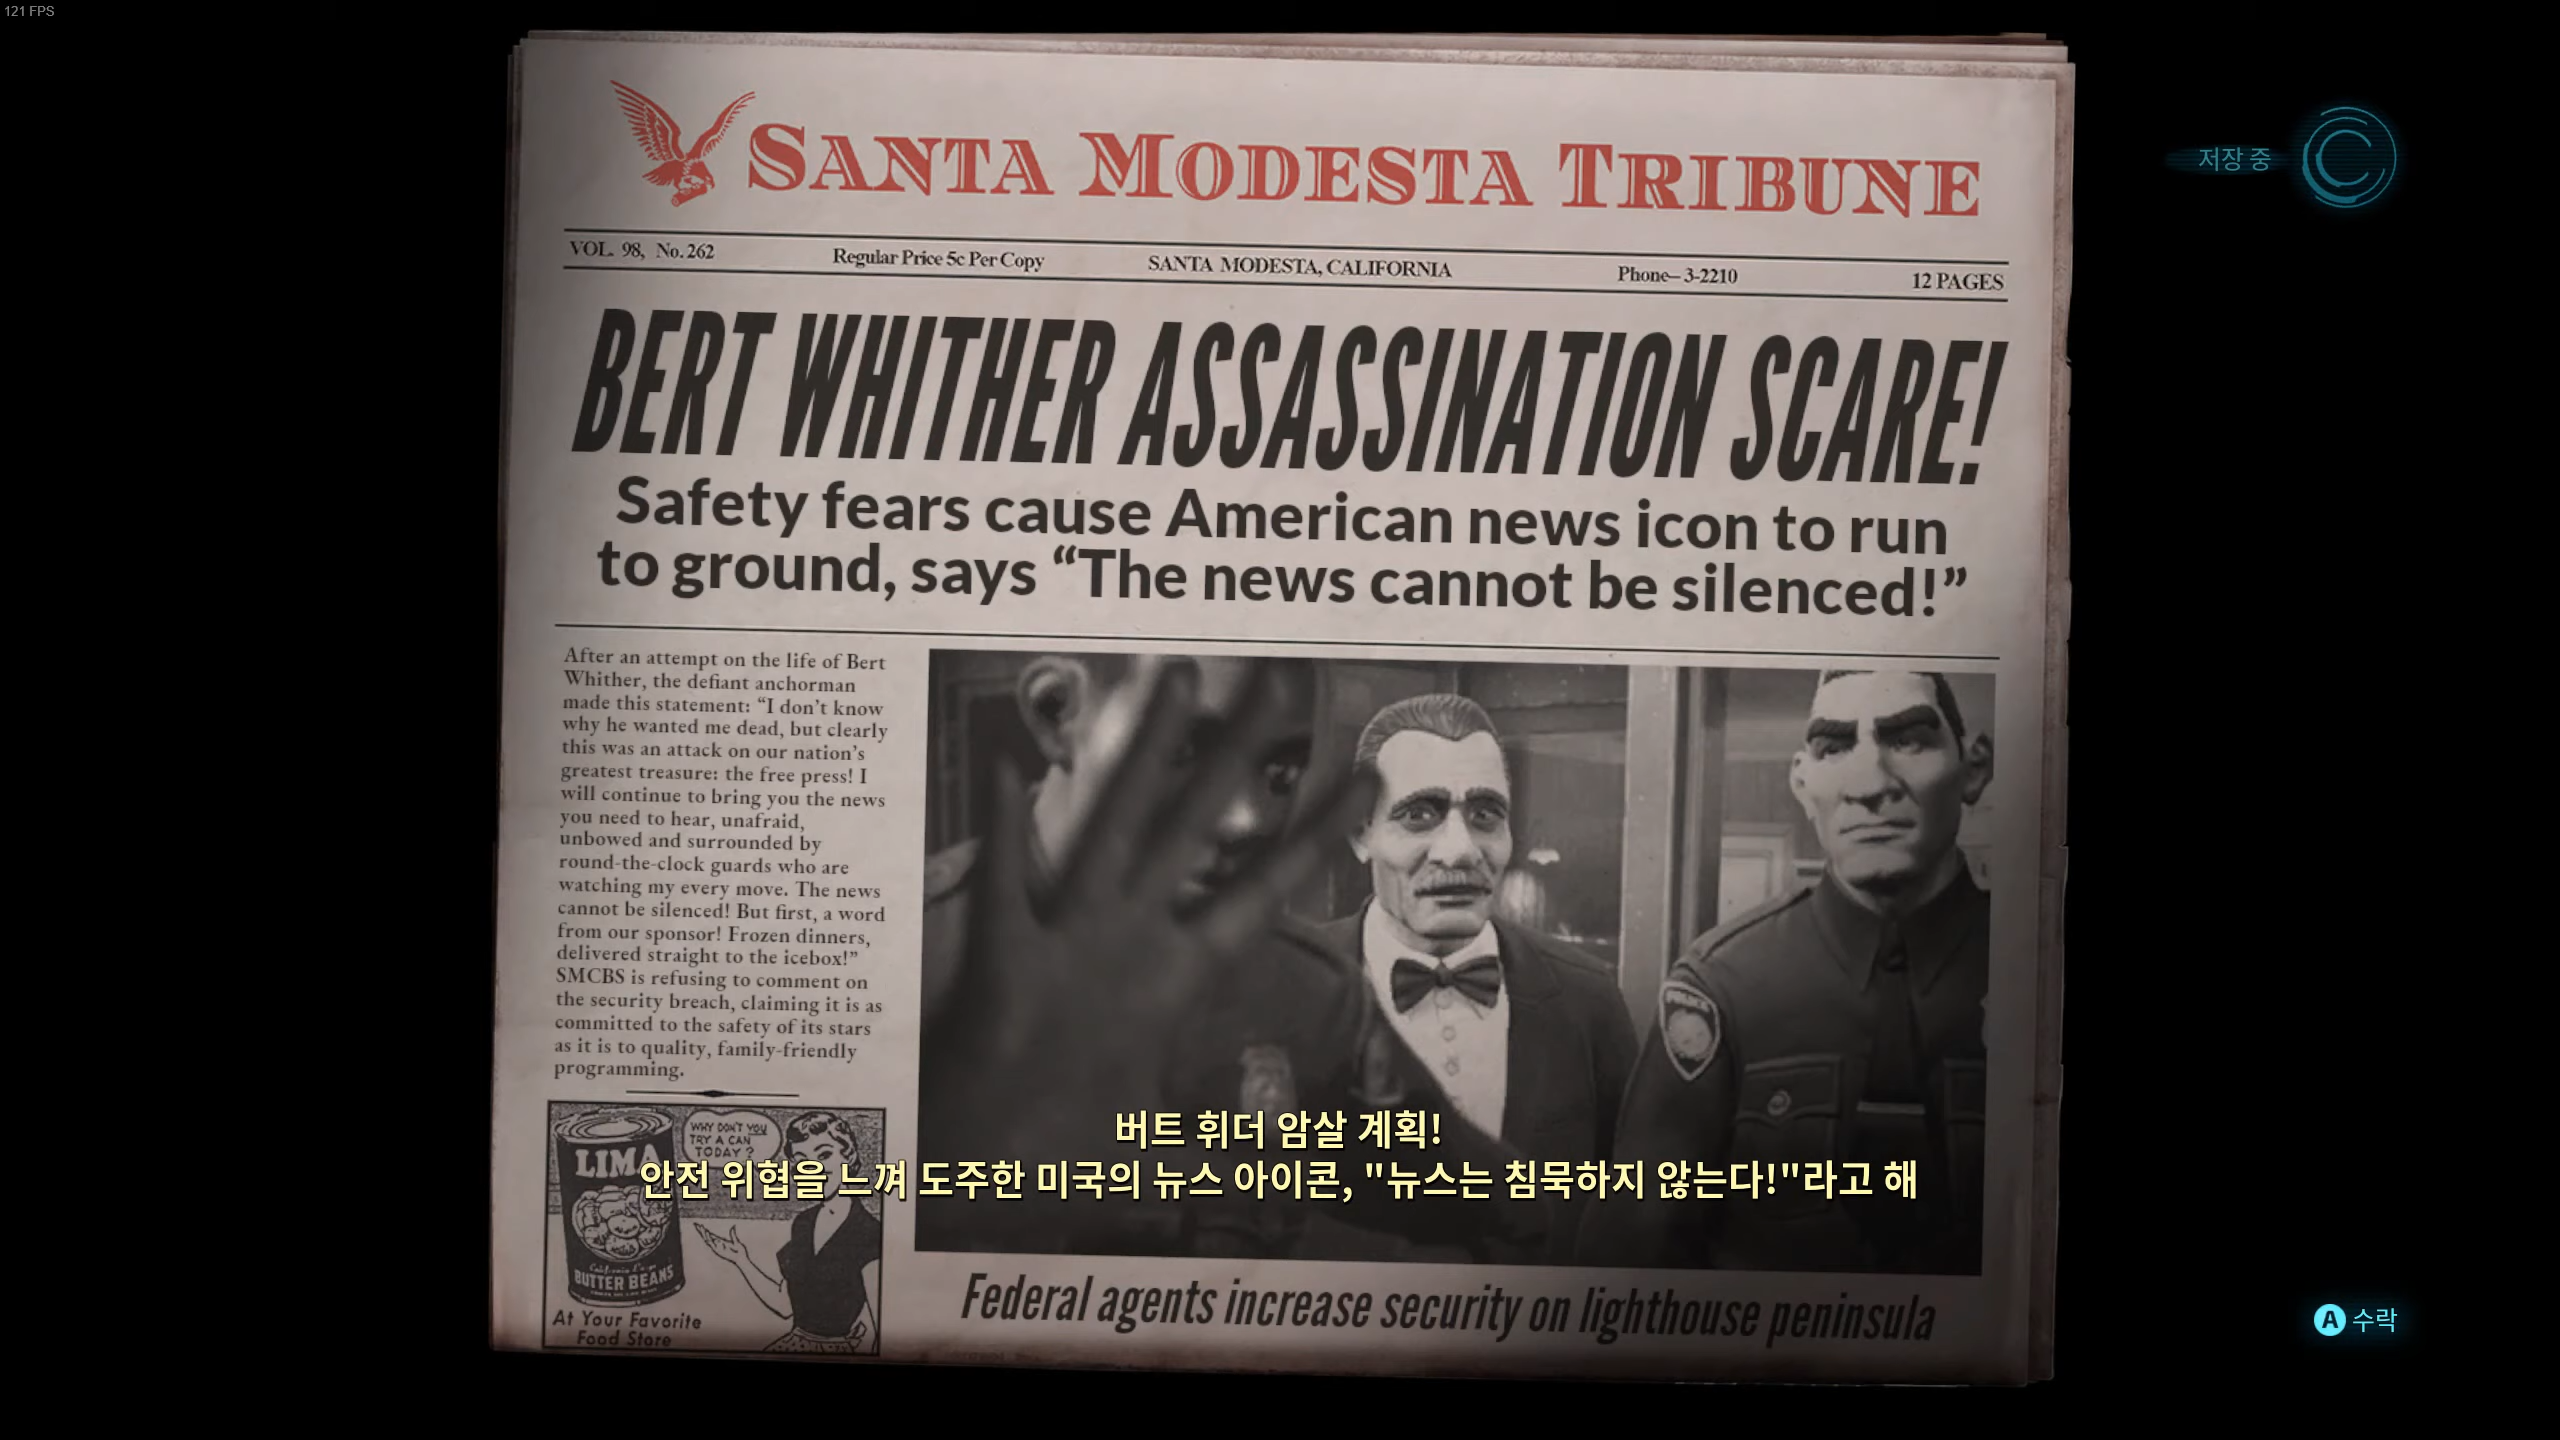 121 FPS
SANTA MODESTA TRIBUNE
저장 중
VOL. 98, No. 262 Regular Price 5c Per Copy SANTA MODESTA, CALIFORNIA Phone–3-2210 12 PAGES
BERT WHITHER ASSASSINATION SCARE!
Safety fears cause American news icon to run
to ground, says “The news cannot be silenced!”
After an attempt on the life of Bert
Whither, the defiant anchorman
made this statement: “I don’t know
why he wanted me dead, but clearly
this was an attack on our nation’s
greatest treasure: the free press! I
will continue to bring you the news
you need to hear, unafraid,
unbowed and surrounded by
round-the-clock guards who are
watching my every move. The news
cannot be silenced! But first, a word
from our sponsor! Frozen dinners,
delivered straight to the icebox!”
SMCBS is refusing to comment on
the security breach, claiming it is as
committed to the safety of its stars
as it is to quality, family-friendly
programming.
POLICE
WHY DON'T YOU
TRY A CAN
TODAY?
LIMA
BUTTER BEANS
At Your Favorite
Food Store
버트 휘더 암살 계획!
안전 위협을 느껴 도주한 미국의 뉴스 아이콘, "뉴스는 침묵하지 않는다!"라고 해
Federal agents increase security on lighthouse peninsula
A 수락